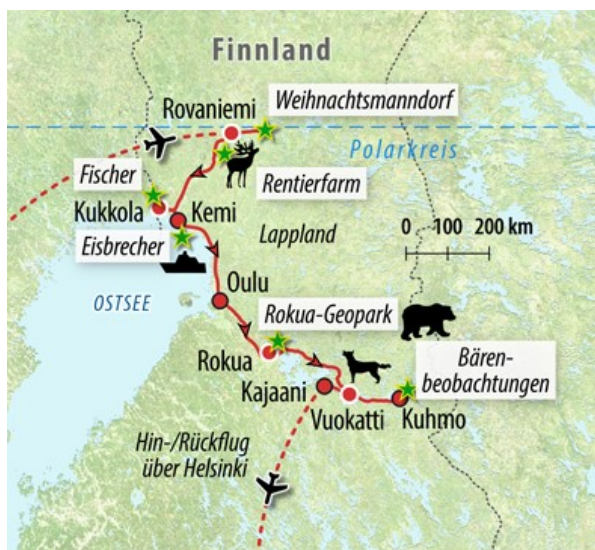 Finnland
Weihnachtsmanndorf
Rovaniemi
Polarkreis
Fischer
Rentierfarm
Kukkola
Kemi
0 100 200 km
Eisbrecher
Lappland
OSTSEE
Oulu
Rokua-Geopark
Rokua
Bären-
beobachtungen
Kajaani
Vuokatti
Kuhmo
Hin-/Rückflug
über Helsinki